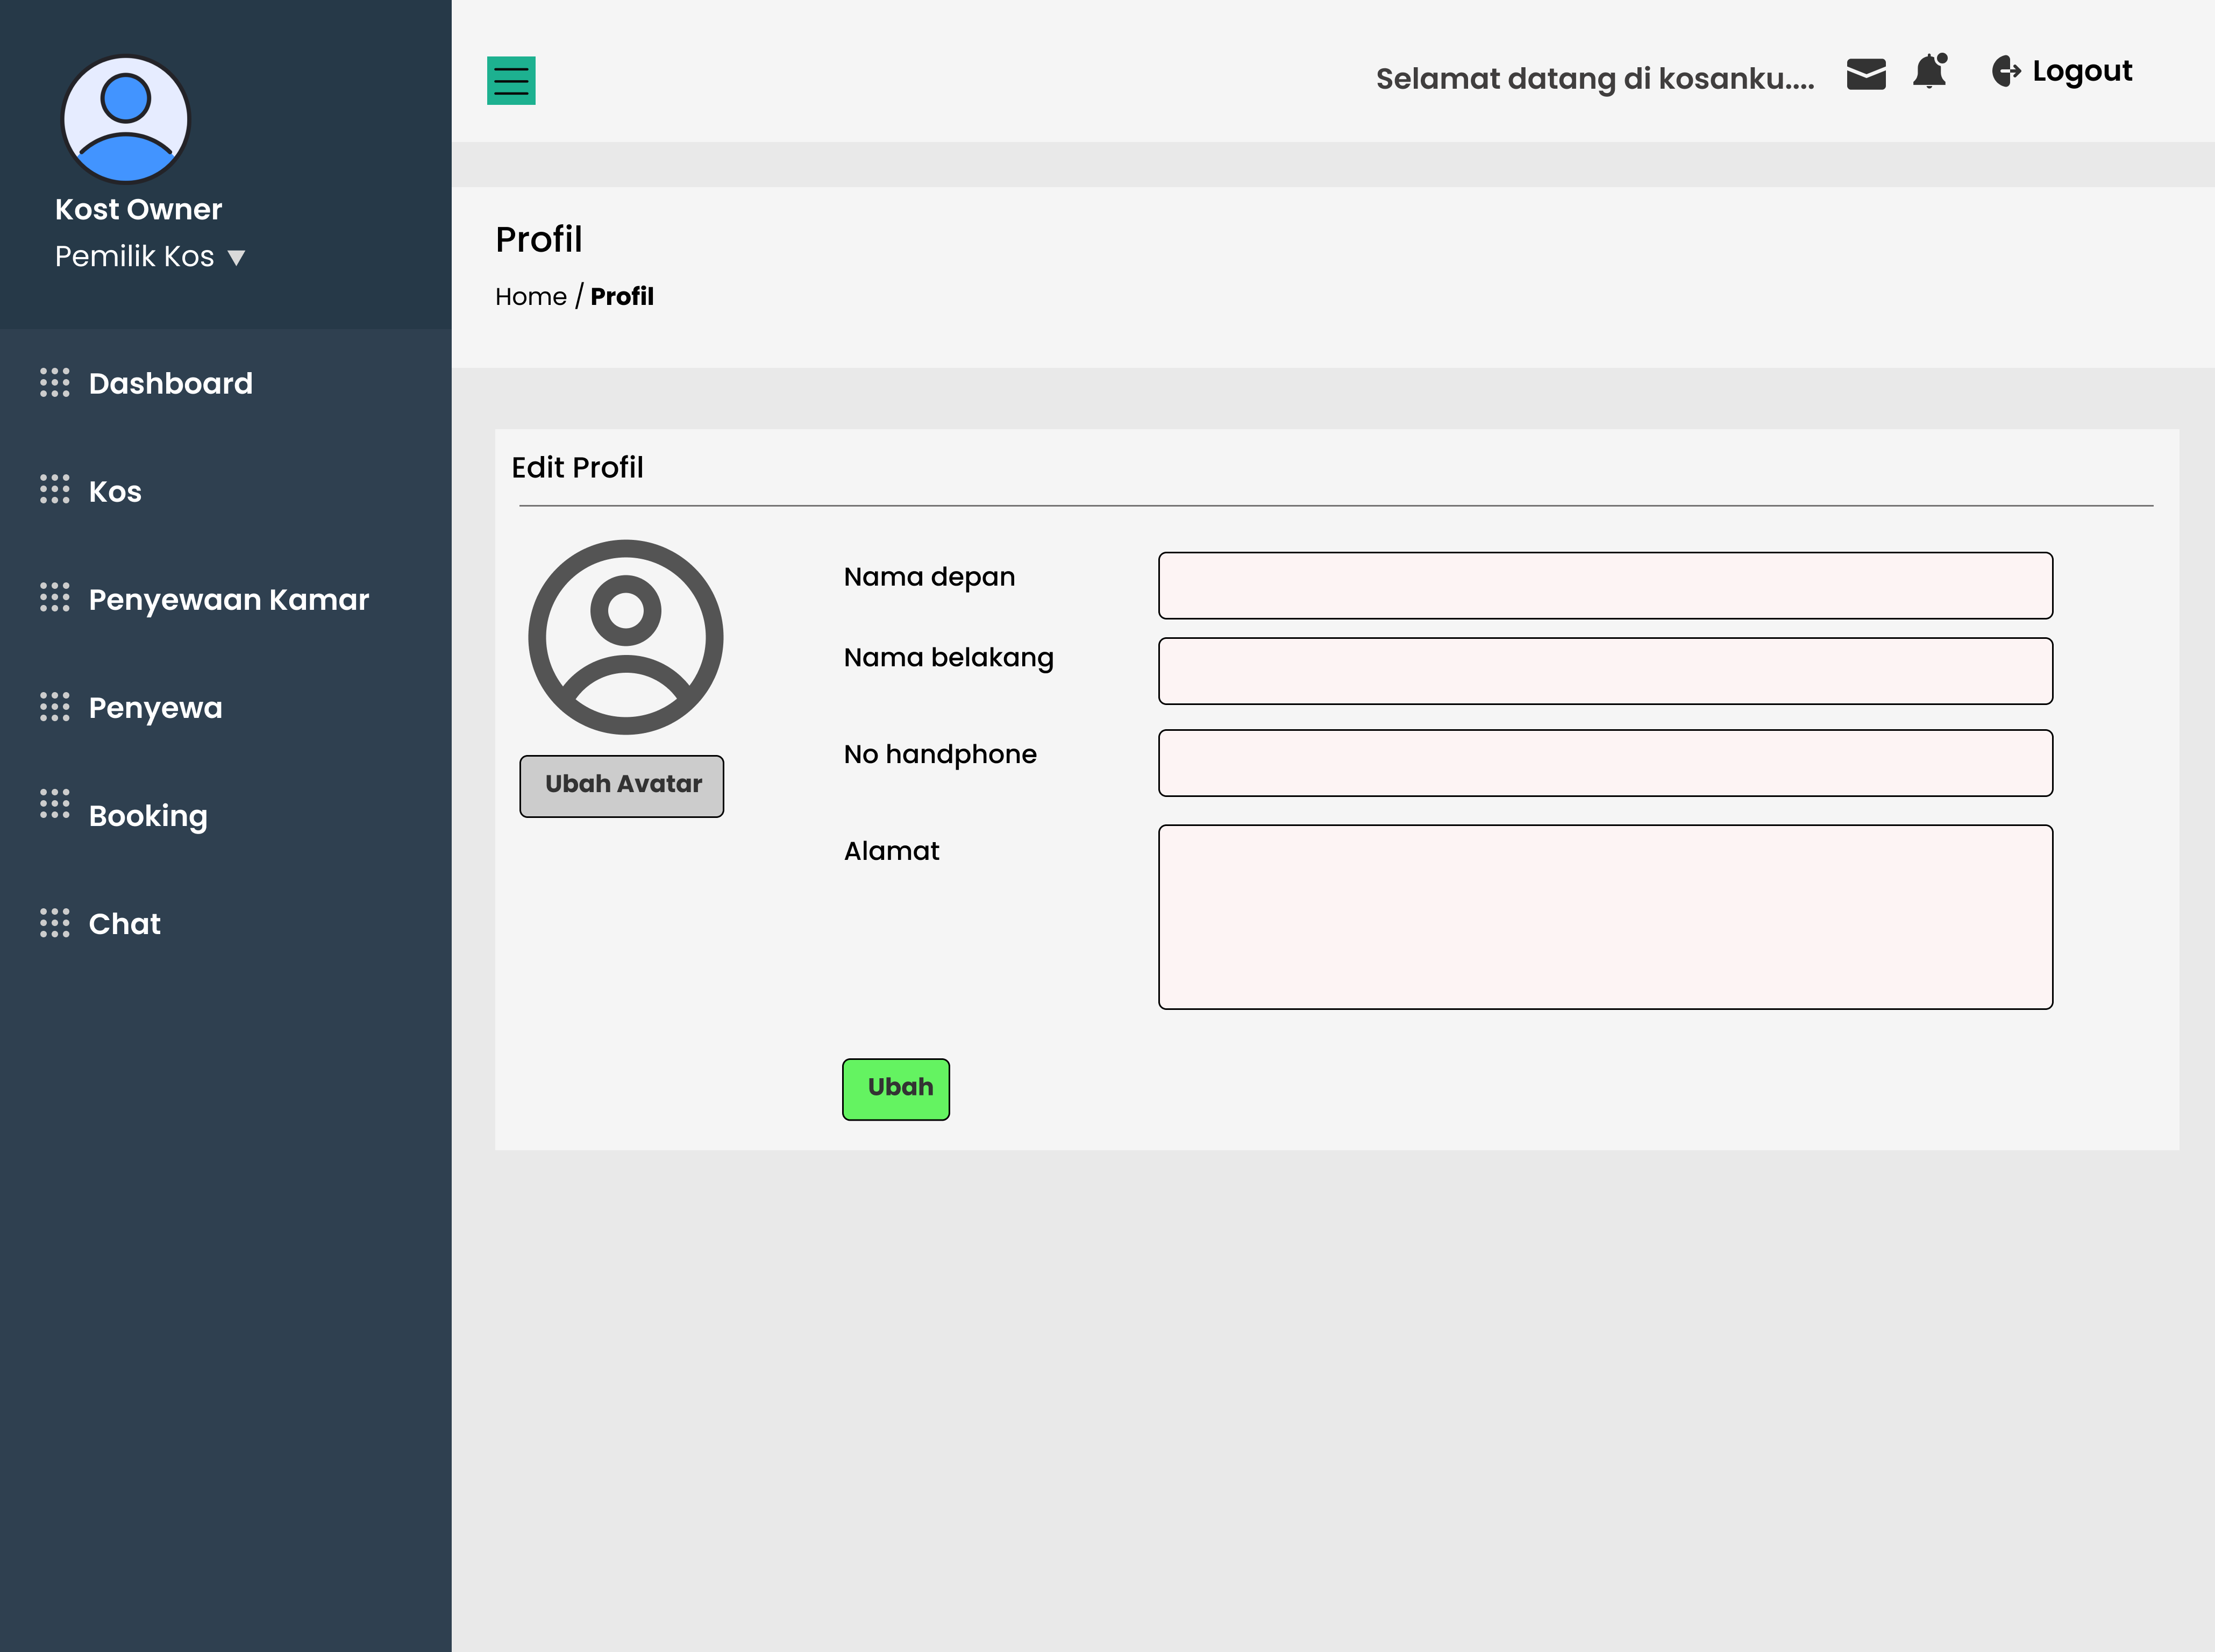 Kost Owner
Pemilik Kos
Dashboard
Kos
Penyewaan Kamar
Penyewa
Booking
Chat
Selamat datang di kosanku....
Logout
Profil
Home / Profil
Edit Profil
Ubah Avatar
Nama depan
Nama belakang
No handphone
Alamat
Ubah